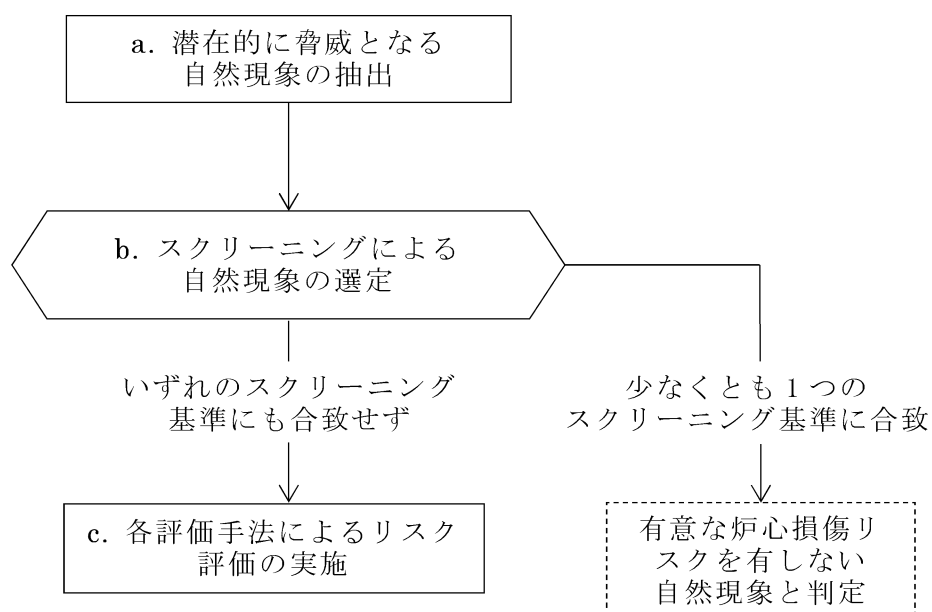 a. 潜在的に脅威となる
自然現象の抽出
b. スクリーニングによる
自然現象の選定
いずれのスクリーニング
基準にも合致せず
少なくとも1つの
スクリーニング基準に合致
c. 各評価手法によるリスク
評価の実施
有意な炉心損傷リ
スクを有しない
自然現象と判定